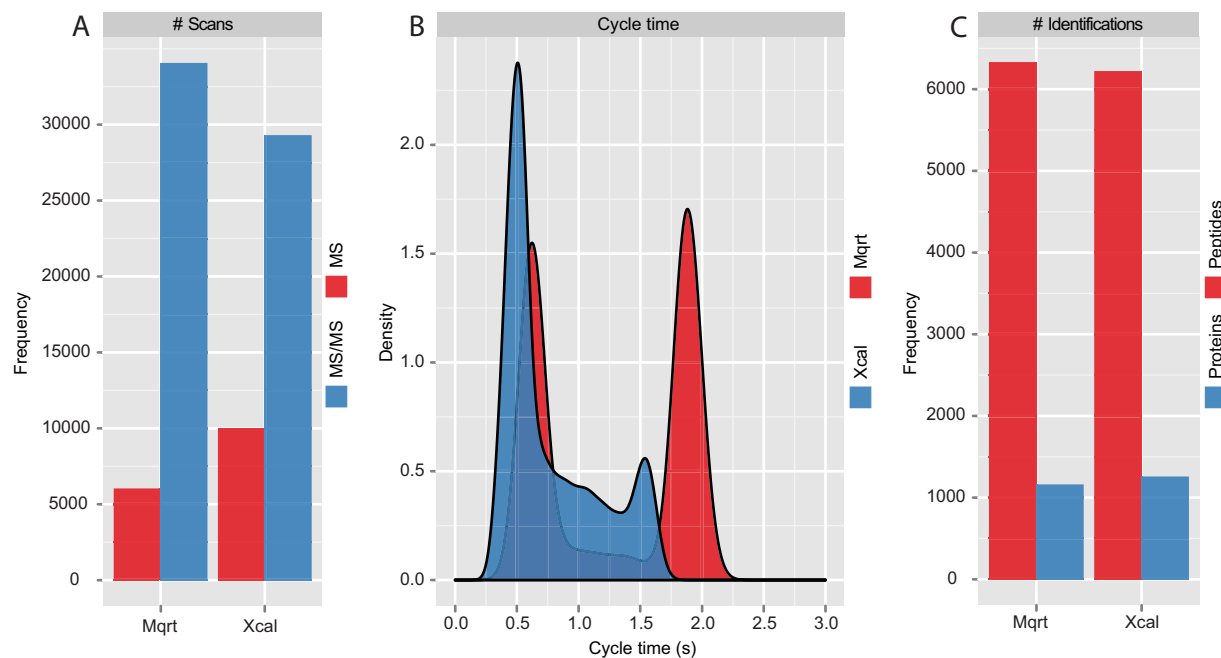 A
# Scans
Frequency
30000
25000
20000
15000
10000
5000
0
Mqrt
Xcal
MS
MS/MS
B
Cycle time
Density
2.0
1.5
1.0
0.5
0.0
0.0
0.5
1.0
1.5
2.0
2.5
3.0
Cycle time (s)
Mqrt
Xcal
C
# Identifications
Frequency
6000
5000
4000
3000
2000
1000
0
Mqrt
Xcal
Peptides
Proteins